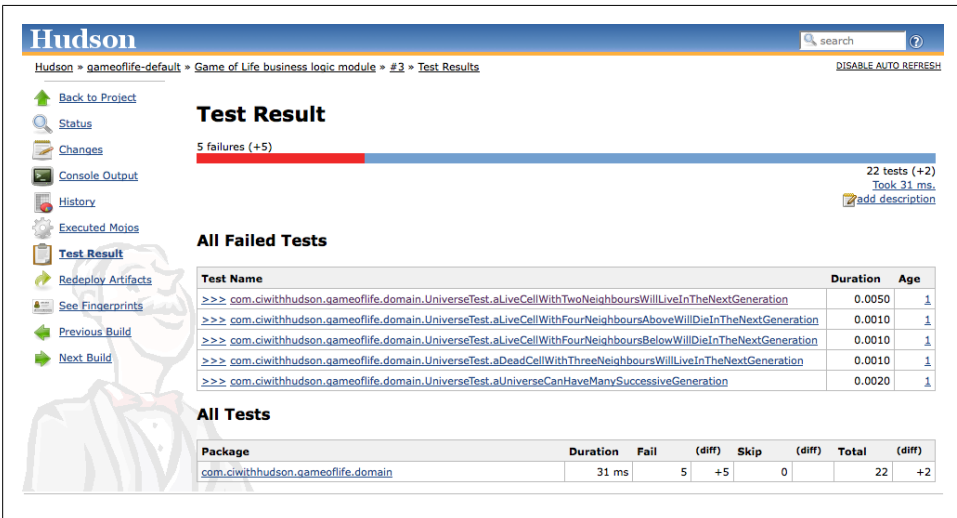 Hudson
search
Hudson » gameoflife-default » Game of Life business logic module » #3 » Test Results
DISABLE AUTO REFRESH
Back to Project
Status
Changes
Console Output
History
Executed Mojos
Test Result
Redeploy Artifacts
See Fingerprints
Previous Build
Next Build
Test Result
5 failures (+5)
22 tests (+2)
Took 31 ms.
add description
All Failed Tests
Test Name Duration Age
>>> com.ciwithhudson.gameoflife.domain.UniverseTest.aLiveCellWithTwoNeighboursWillLiveInTheNextGeneration 0.0050 1
>>> com.ciwithhudson.gameoflife.domain.UniverseTest.aLiveCellWithFourNeighboursAboveWillDieInTheNextGeneration 0.0010 1
>>> com.ciwithhudson.gameoflife.domain.UniverseTest.aLiveCellWithFourNeighboursBelowWillDieInTheNextGeneration 0.0010 1
>>> com.ciwithhudson.gameoflife.domain.UniverseTest.aDeadCellWithThreeNeighboursWillLiveInTheNextGeneration 0.0010 1
>>> com.ciwithhudson.gameoflife.domain.UniverseTest.aUniverseCanHaveManySuccessiveGeneration 0.0020 1
All Tests
Package Duration Fail (diff) Skip (diff) Total (diff)
com.ciwithhudson.gameoflife.domain 31 ms 5 +5 0 22 +2